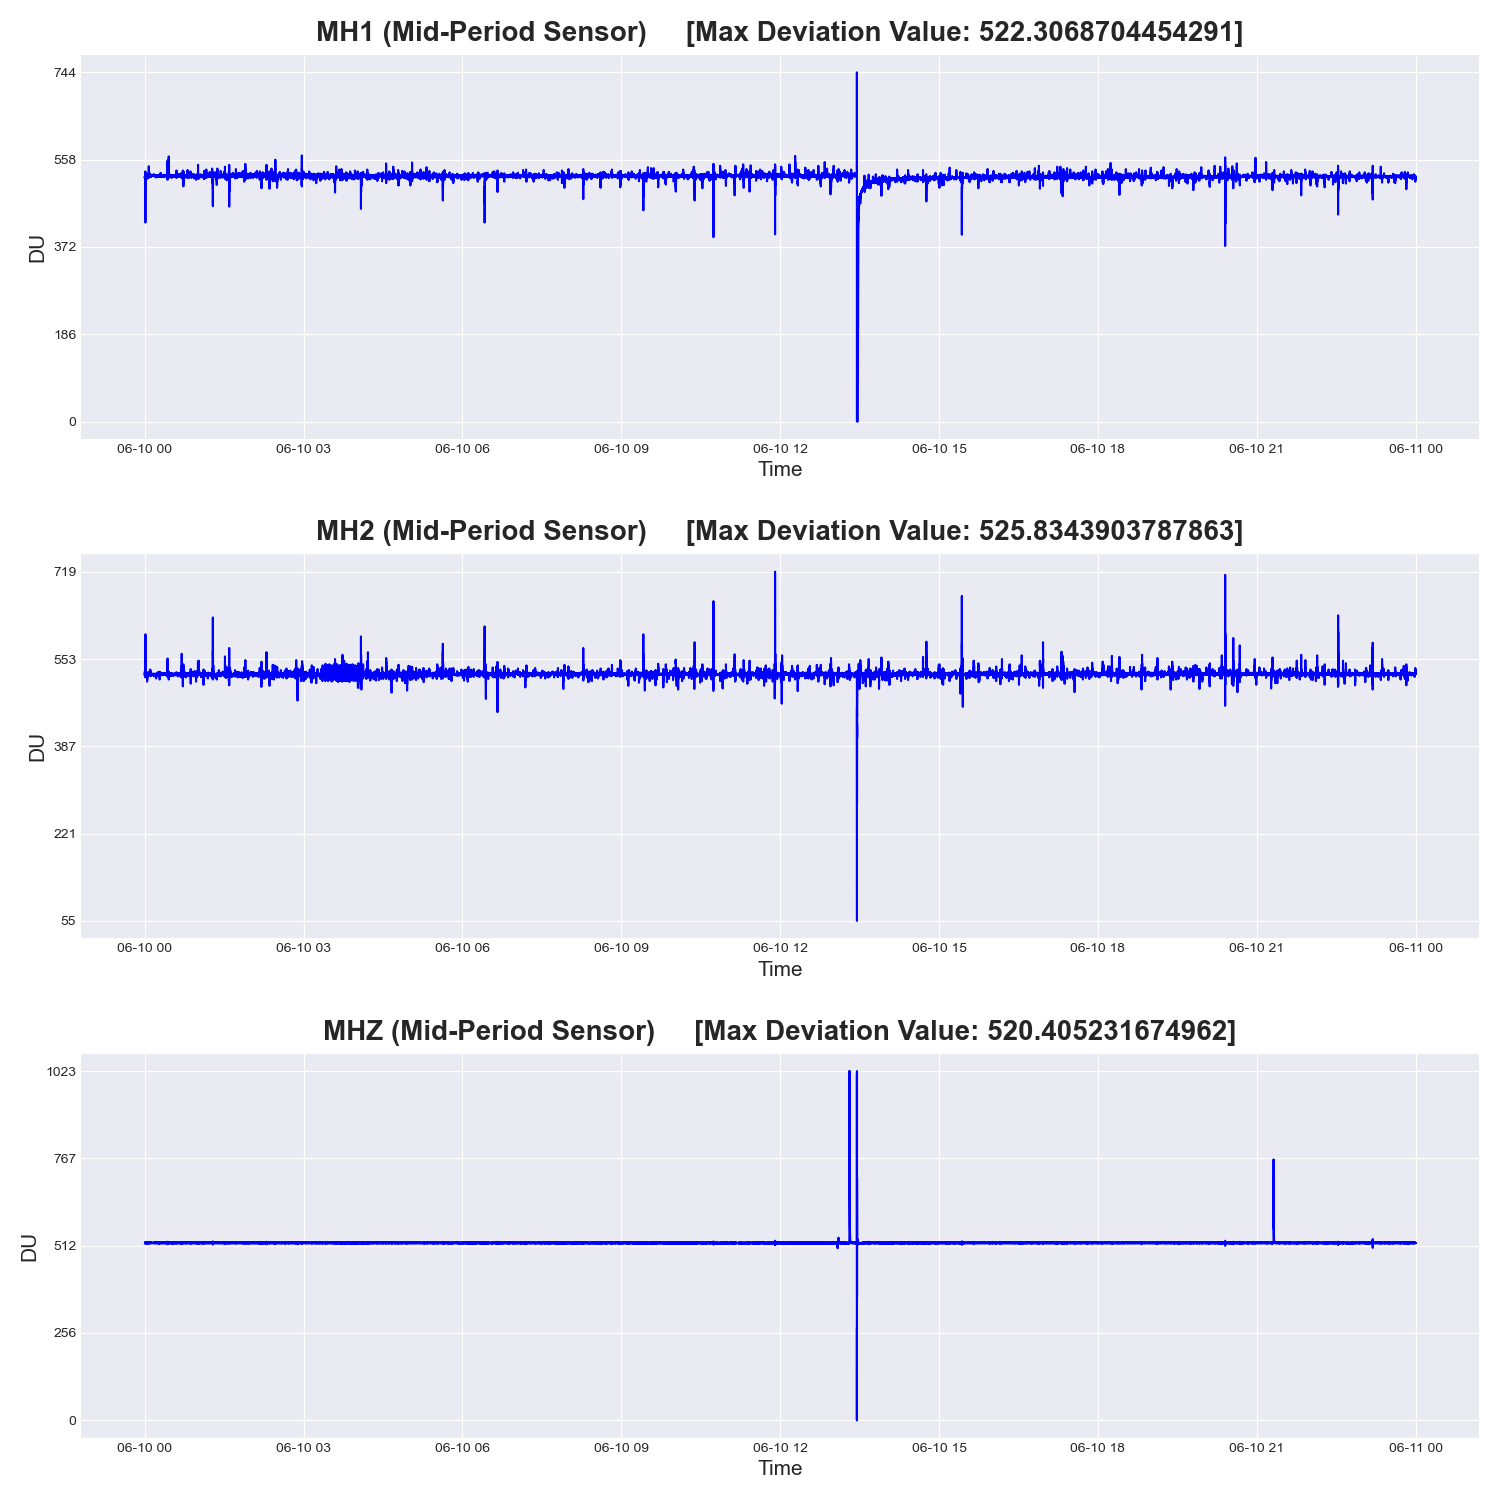 MH1 (Mid-Period Sensor) [Max Deviation Value: 522.3068704454291]
744
558
372
186
0
DU
06-10 00 06-10 03 06-10 06 06-10 09 06-10 12 06-10 15 06-10 18 06-10 21 06-11 00
Time
MH2 (Mid-Period Sensor) [Max Deviation Value: 525.8343903787863]
719
553
387
221
55
DU
06-10 00 06-10 03 06-10 06 06-10 09 06-10 12 06-10 15 06-10 18 06-10 21 06-11 00
Time
MHZ (Mid-Period Sensor) [Max Deviation Value: 520.405231674962]
1023
767
512
256
0
DU
06-10 00 06-10 03 06-10 06 06-10 09 06-10 12 06-10 15 06-10 18 06-10 21 06-11 00
Time